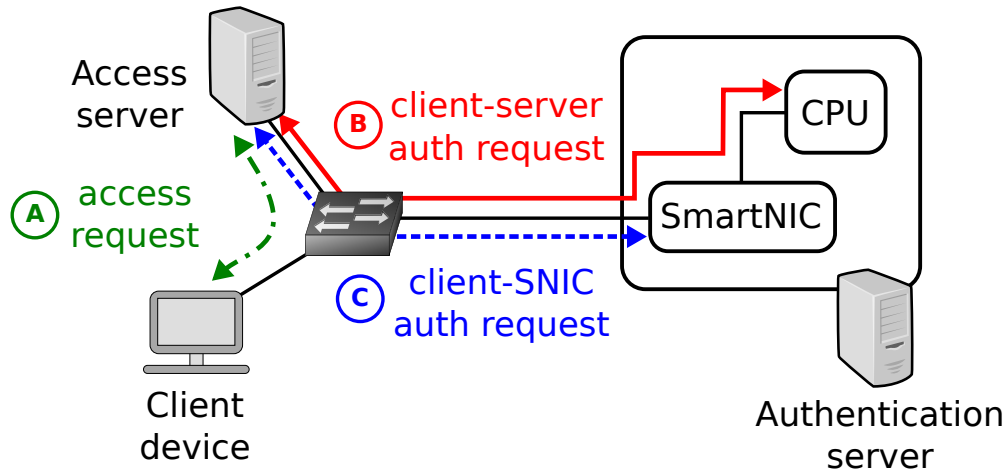 Access
server
B
client-server
auth request
CPU
A
access
request
SmartNIC
C
client-SNIC
auth request
Client
device
Authentication
server